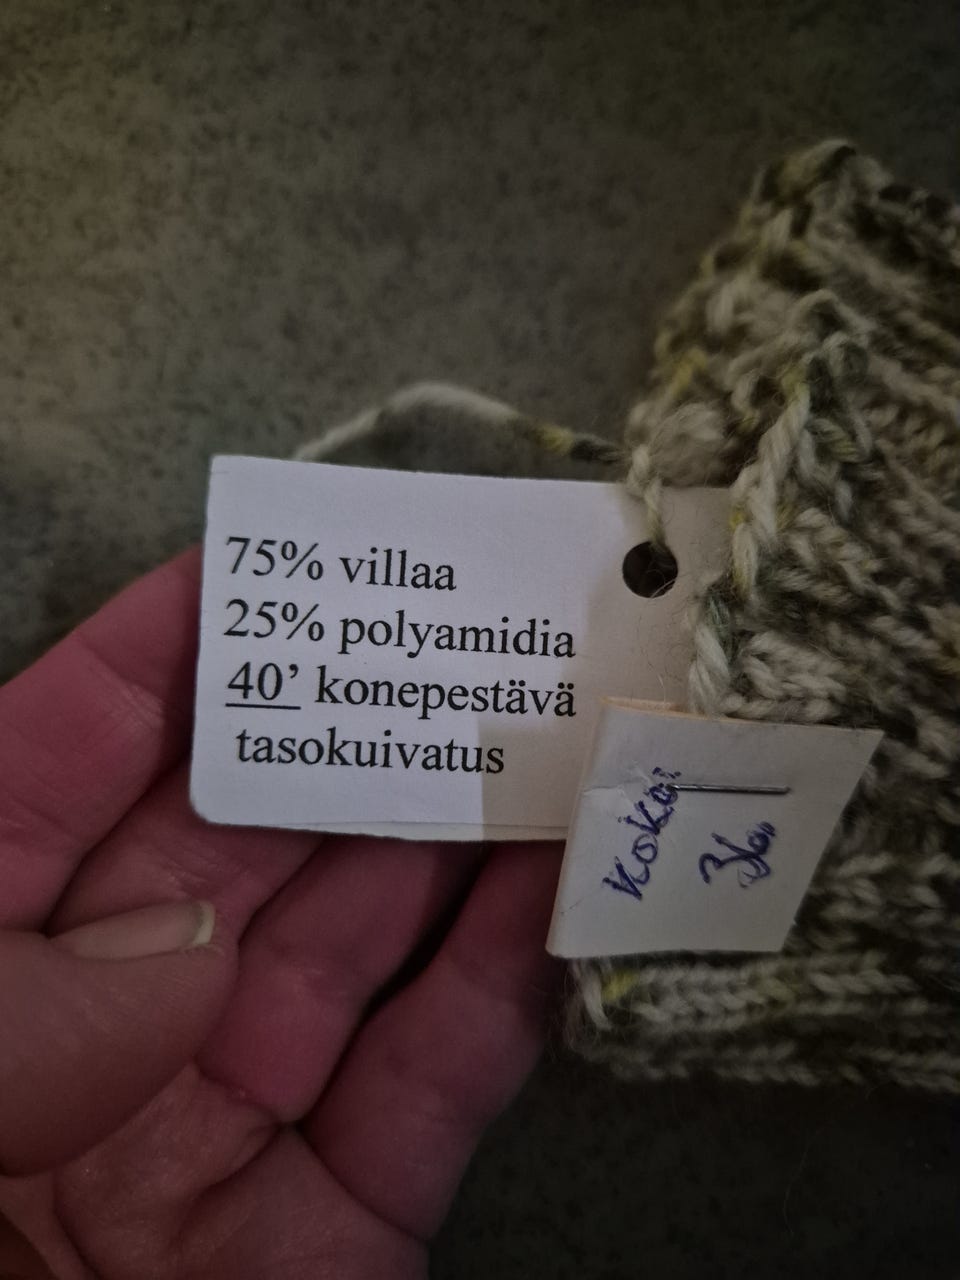 75% villaa
25% polyamidia
40’ konepestävä
tasokuivatus
Koko:
36